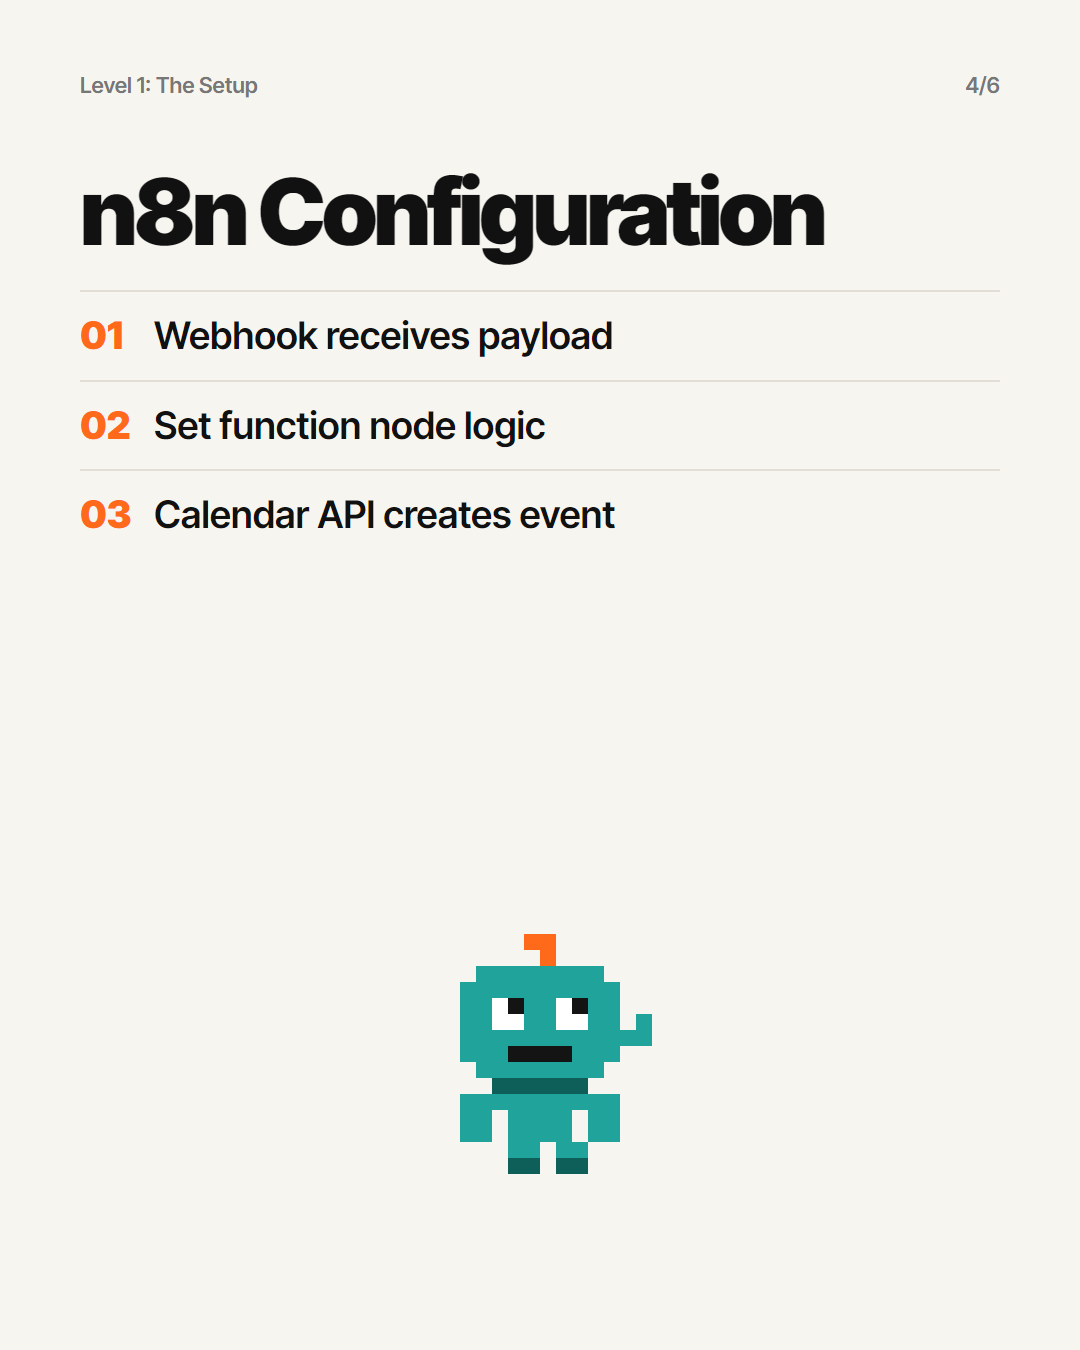 Level 1: The Setup
4/6
n8n Configuration
01 Webhook receives payload
02 Set function node logic
03 Calendar API creates event